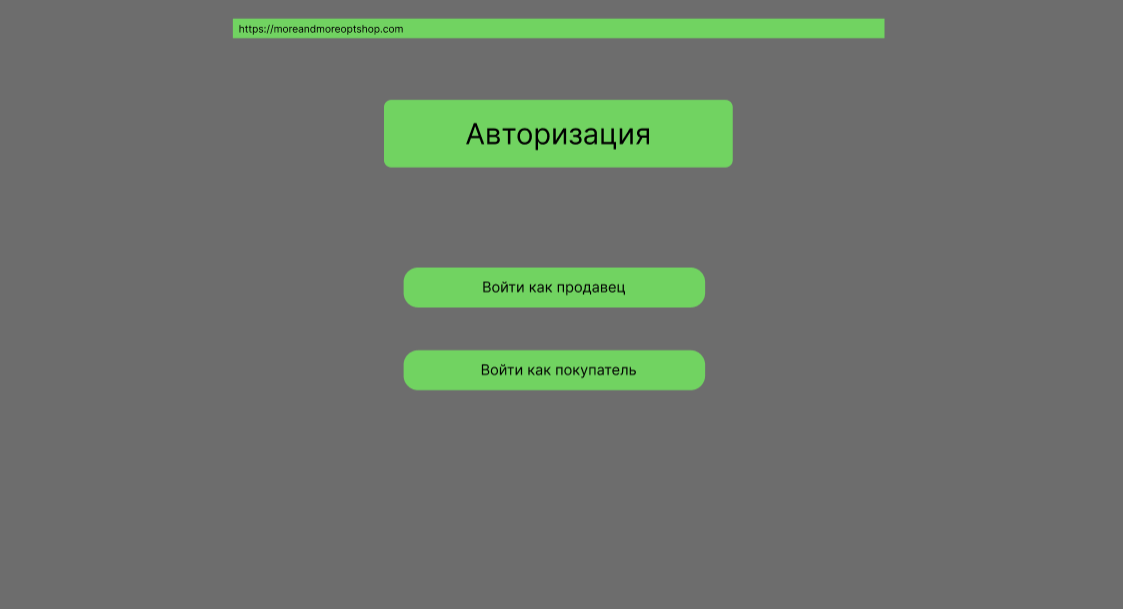 https://moreandmoreoptshop.com
Авторизация
Войти как продавец
Войти как покупатель